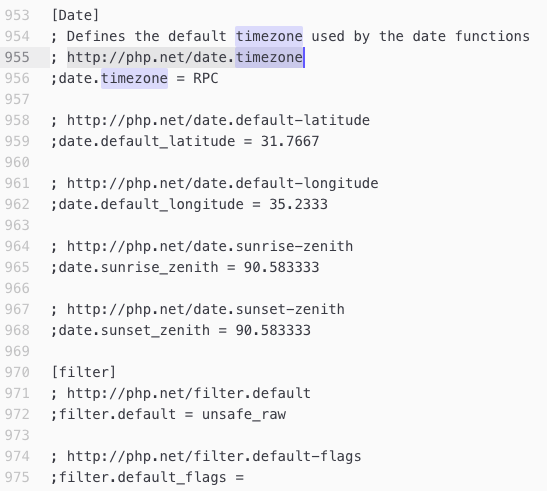 953 [Date]
954 ; Defines the default timezone used by the date functions
955 ; http://php.net/date.timezone
956 ;date.timezone = RPC
957
958 ; http://php.net/date.default-latitude
959 ;date.default_latitude = 31.7667
960
961 ; http://php.net/date.default-longitude
962 ;date.default_longitude = 35.2333
963
964 ; http://php.net/date.sunrise-zenith
965 ;date.sunrise_zenith = 90.583333
966
967 ; http://php.net/date.sunset-zenith
968 ;date.sunset_zenith = 90.583333
969
970 [filter]
971 ; http://php.net/filter.default
972 ;filter.default = unsafe_raw
973
974 ; http://php.net/filter.default-flags
975 ;filter.default_flags =